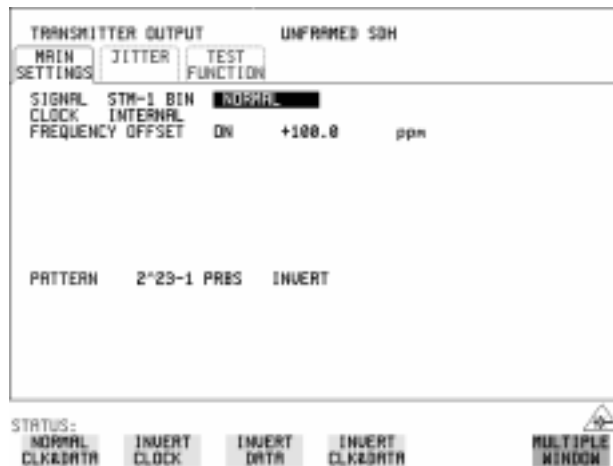 TRANSMITTER OUTPUT UNFRAMED SDH
MAIN SETTINGS JITTER TEST FUNCTION
SIGNAL STM-1 BIN NORMAL
CLOCK INTERNAL
FREQUENCY OFFSET ON +100.0 ppm
PATTERN 2^23-1 PRBS INVERT
STATUS:
NORMAL CLK&DATA INVERT CLOCK INVERT DATA INVERT CLK&DATA MULTIPLE WINDOW